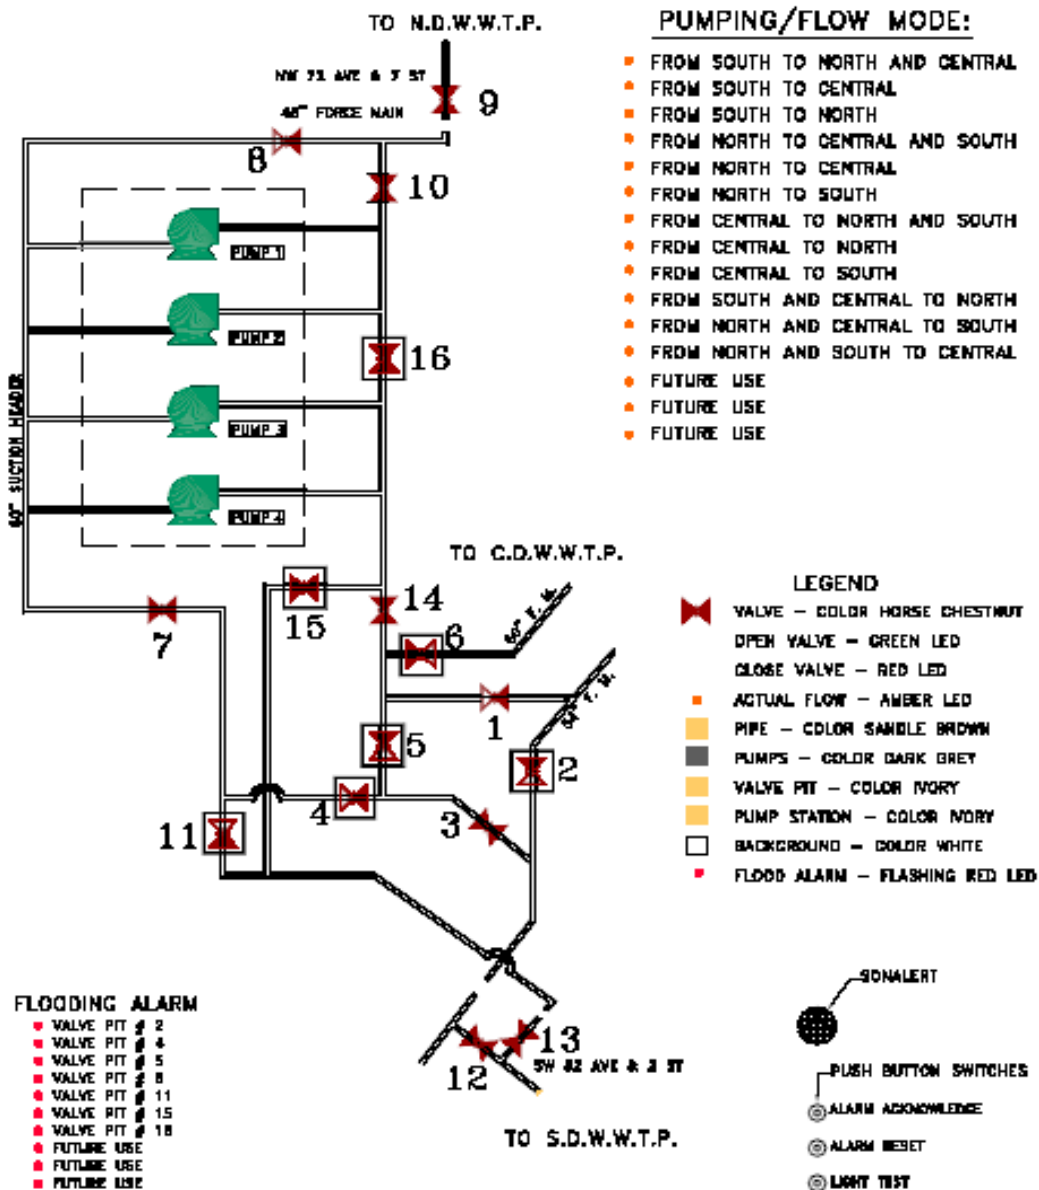 TO N.D.W.W.T.P.
PUMPING/FLOW MODE:
NW 72 AVE & 7 ST
48" FORCE MAIN
9
8
10
FROM SOUTH TO NORTH AND CENTRAL
FROM SOUTH TO CENTRAL
FROM SOUTH TO NORTH
FROM NORTH TO CENTRAL AND SOUTH
FROM NORTH TO CENTRAL
FROM NORTH TO SOUTH
FROM CENTRAL TO NORTH AND SOUTH
FROM CENTRAL TO NORTH
FROM CENTRAL TO SOUTH
FROM SOUTH AND CENTRAL TO NORTH
FROM NORTH AND CENTRAL TO SOUTH
FROM NORTH AND SOUTH TO CENTRAL
FUTURE USE
FUTURE USE
FUTURE USE
PUMP 1
PUMP 2
16
PUMP 3
PUMP 4
60" SUCTION HEADER
TO C.D.W.W.T.P.
15
14
7
6
60" F. M.
1
F. M.
5
2
4
3
11
LEGEND
VALVE – COLOR HORSE CHESTNUT
OPEN VALVE – GREEN LED
CLOSE VALVE – RED LED
ACTUAL FLOW – AMBER LED
PIPE – COLOR SANDLE BROWN
PUMPS – COLOR DARK GREY
VALVE PIT – COLOR IVORY
PUMP STATION – COLOR IVORY
BACKGROUND – COLOR WHITE
FLOOD ALARM – FLASHING RED LED
FLOODING ALARM
VALVE PIT # 2
VALVE PIT # 4
VALVE PIT # 5
VALVE PIT # 6
VALVE PIT # 11
VALVE PIT # 15
VALVE PIT # 16
FUTURE USE
FUTURE USE
FUTURE USE
12
13
SW 82 AVE & 2 ST
TO S.D.W.W.T.P.
SONALERT
PUSH BUTTON SWITCHES
ALARM ACKNOWLEDGE
ALARM RESET
LIGHT TEST